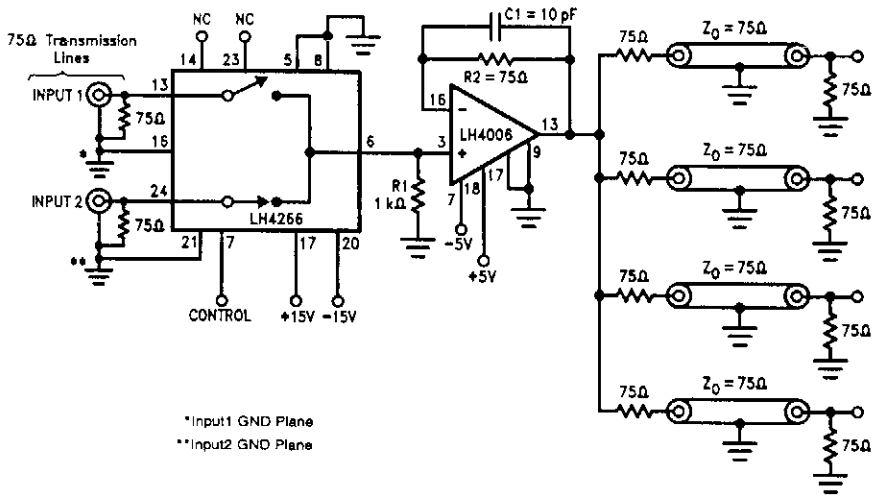 75Ω Transmission
Lines
NC
NC
14
23
5
8
INPUT 1
13
75Ω
*
16
INPUT 2
24
75Ω
**
LH4266
6
21
7
17
20
CONTROL
+15V
-15V
R1
1 kΩ
C1 = 10 pF
R2 = 75Ω
16
-
LH4006
3
+
13
9
17
18
7
-5V
+5V
75Ω
Z₀ = 75Ω
75Ω
75Ω
Z₀ = 75Ω
75Ω
75Ω
Z₀ = 75Ω
75Ω
75Ω
Z₀ = 75Ω
75Ω
*Input1 GND Plane
**Input2 GND Plane